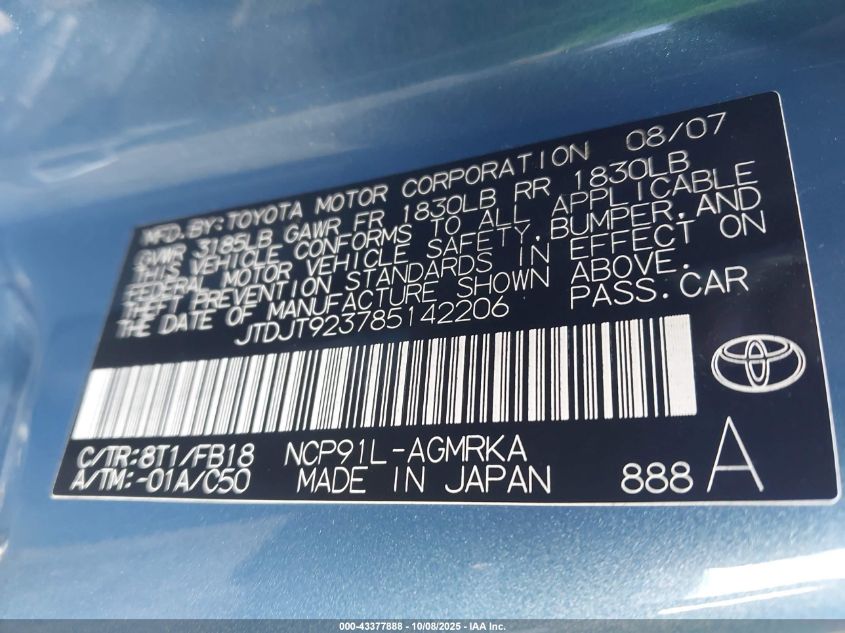 MFD.BY:TOYOTA MOTOR CORPORATION 08/07
GVWR 3185LB GAWR FR 1830LB RR 1830LB
THIS VEHICLE CONFORMS TO ALL APPLICABLE
FEDERAL MOTOR VEHICLE SAFETY,BUMPER,AND
THEFT PREVENTION STANDARDS IN EFFECT ON
THE DATE OF MANUFACTURE SHOWN ABOVE.
JTDJT923785142206 PASS.CAR
C/TR:8T1/FB18 NCP91L-AGMRKA
A/TM:-01A/C50 MADE IN JAPAN 888 A
000-43377888 - 10/08/2025 - IAA Inc.